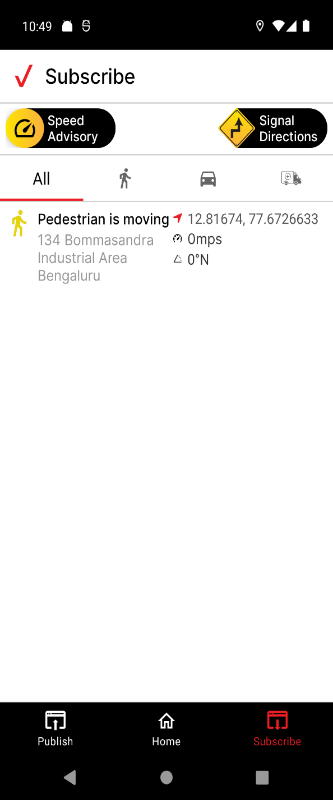 10:49
Subscribe
Speed
Advisory
Signal
Directions
All
Pedestrian is moving
134 Bommasandra
Industrial Area
Bengaluru
12.81674, 77.6726633
0mps
0°N
Publish
Home
Subscribe